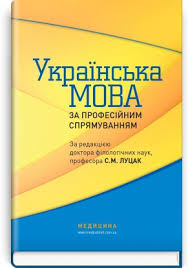 Українська
МОВА
ЗА ПРОФЕСІЙНИМ
СПРЯМУВАННЯМ
За редакцією
доктора філологічних наук,
професора С.М. ЛУЦАК
МЕДИЦИНА